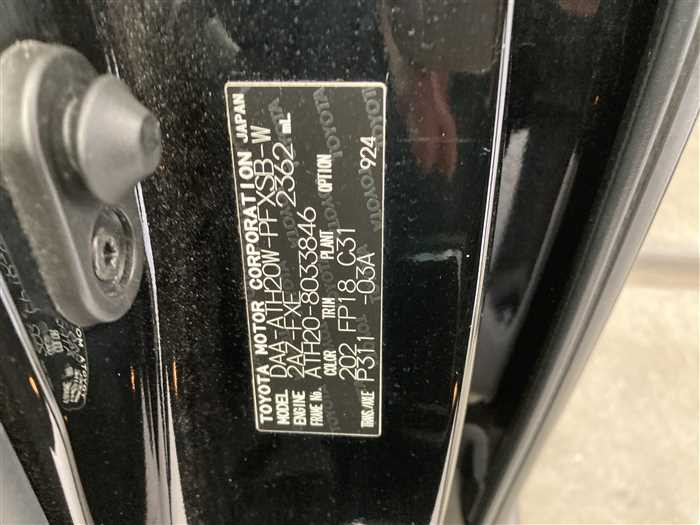 TOYOTA MOTOR CORPORATION JAPAN
MODEL DAA-ATH20W-PFXSB-W
ENGINE 2AZ-FXE 2362 mL
FRAME No. ATH20-8033846
COLOR TRIM PLANT OPTION
202 FP18 C31 924
TRANS/AXLE P311 -03A